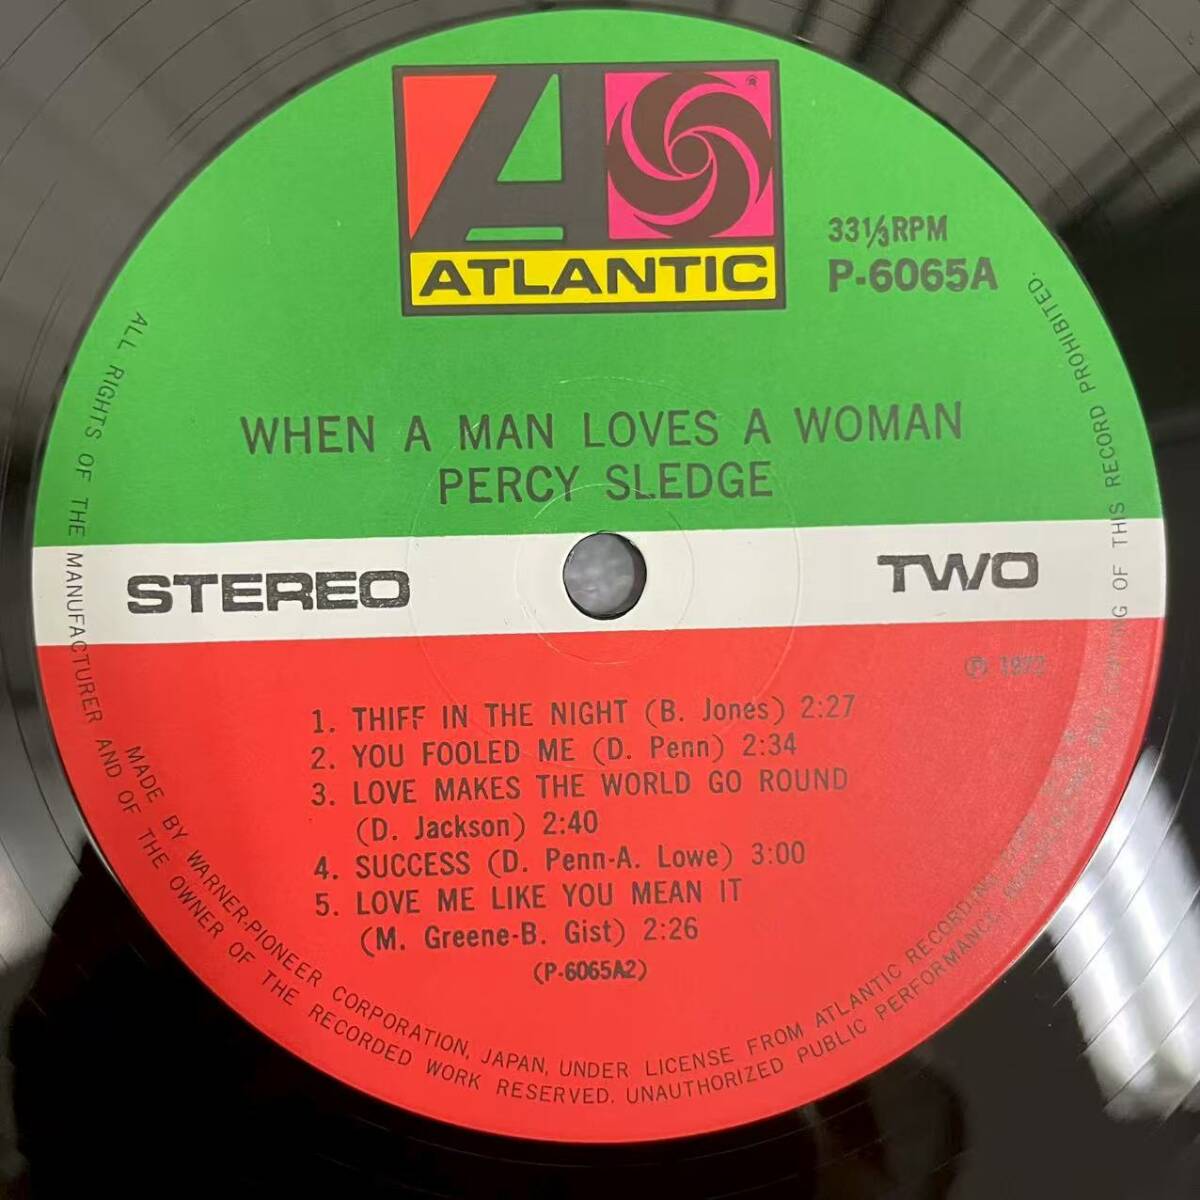 A
®
ATLANTIC
33⅓RPM
P-6065A
WHEN A MAN LOVES A WOMAN
PERCY SLEDGE
STEREO
TWO
℗
1. THIFF IN THE NIGHT (B. Jones) 2:27
2. YOU FOOLED ME (D. Penn) 2:34
3. LOVE MAKES THE WORLD GO ROUND
(D. Jackson) 2:40
4. SUCCESS (D. Penn-A. Lowe) 3:00
5. LOVE ME LIKE YOU MEAN IT
(M. Greene-B. Gist) 2:26
(P-6065A2)
MADE BY WARNER-PIONEER CORPORATION, JAPAN, UNDER LICENSE FROM ATLANTIC RECORDING
ALL RIGHTS OF THE MANUFACTURER AND OF THE OWNER OF THE RECORDED WORK RESERVED. UNAUTHORIZED PUBLIC PERFORMANCE OF THIS RECORD PROHIBITED.